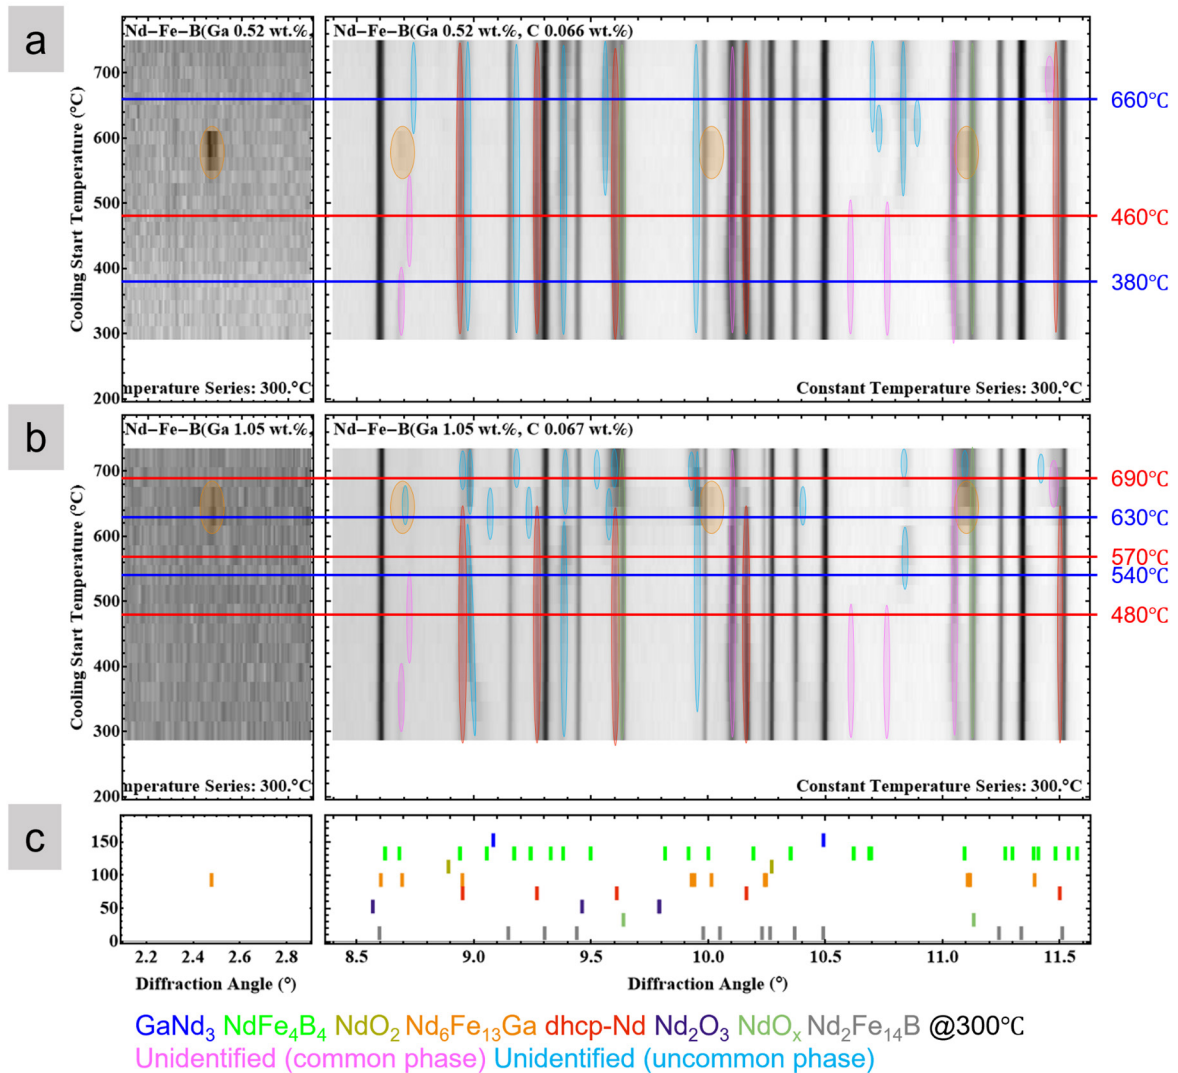 a
Nd–Fe–B(Ga 0.52 wt.%,
Nd–Fe–B(Ga 0.52 wt.%, C 0.066 wt.%)
Cooling Start Temperature (°C)
700
600
500
400
300
200
660℃
460℃
380℃
nperature Series: 300.°C
Constant Temperature Series: 300.°C
b
Nd–Fe–B(Ga 1.05 wt.%,
Nd–Fe–B(Ga 1.05 wt.%, C 0.067 wt.%)
Cooling Start Temperature (°C)
700
600
500
400
300
200
690℃
630℃
570℃
540℃
480℃
nperature Series: 300.°C
Constant Temperature Series: 300.°C
c
150
100
50
0
2.2 2.4 2.6 2.8
8.5 9.0 9.5 10.0 10.5 11.0 11.5
Diffraction Angle (°)
Diffraction Angle (°)
GaNd₃ NdFe₄B₄ NdO₂ Nd₆Fe₁₃Ga dhcp-Nd Nd₂O₃ NdOₓ Nd₂Fe₁₄B @300℃
Unidentified (common phase) Unidentified (uncommon phase)